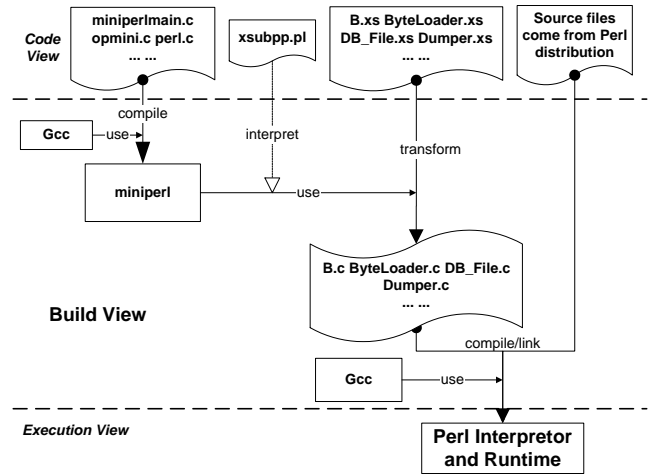 Code
View
miniperlmain.c
opmini.c perl.c
... ...
xsubpp.pl
B.xs ByteLoader.xs
DB_File.xs Dumper.xs
... ...
Source files
come from Perl
distribution
compile
Gcc
use
interpret
transform
miniperl
use
B.c ByteLoader.c DB_File.c
Dumper.c
... ...
Build View
compile/link
Gcc
use
Execution View
Perl Interpretor
and Runtime